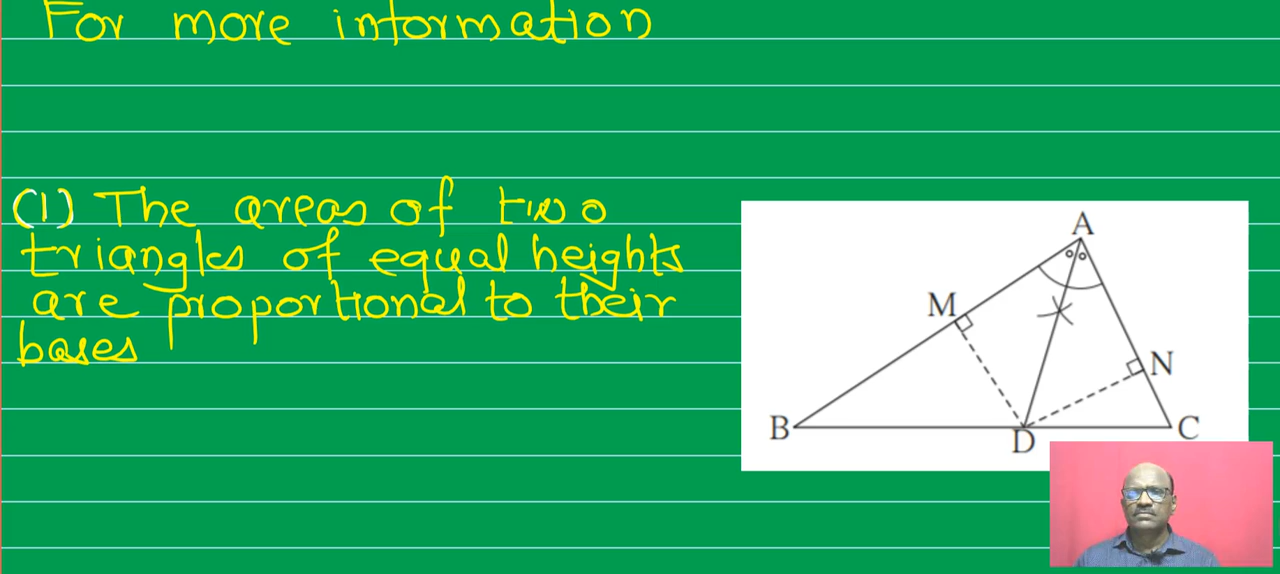 For more information
(1) The areas of two
triangles of equal heights
are proportional to their
bases
A
M
N
B
D
C